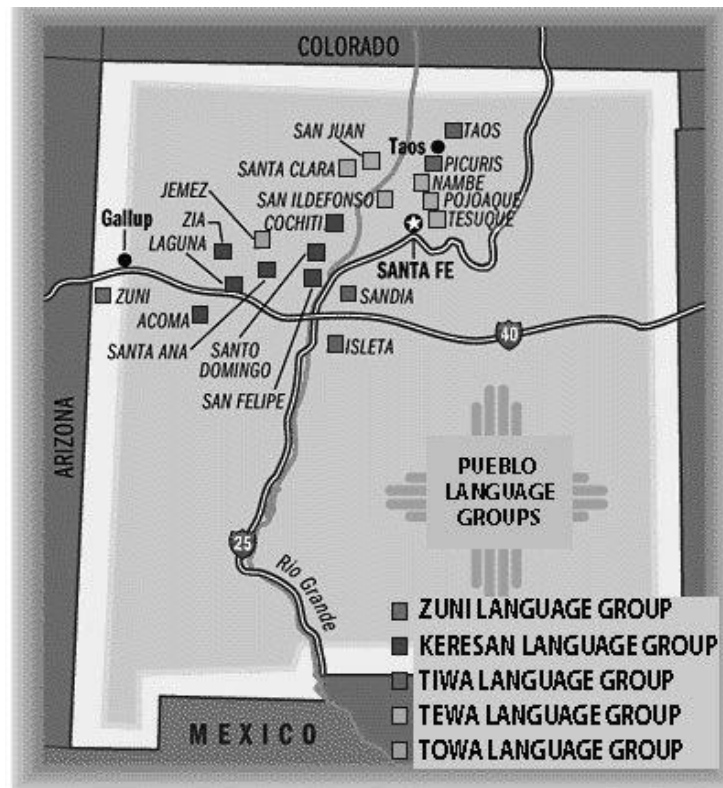 COLORADO
SAN JUAN
TAOS
Taos
SANTA CLARA
PICURIS
NAMBE
JEMEZ
SAN ILDEFONSO
POJOAQUE
ZIA
COCHITI
TESUQUE
Gallup
LAGUNA
SANTA FE
ZUNI
SANDIA
ACOMA
40
SANTA ANA
SANTO
DOMINGO
ISLETA
SAN FELIPE
ARIZONA
PUEBLO
LANGUAGE
GROUPS
25
Rio Grande
ZUNI LANGUAGE GROUP
KERESAN LANGUAGE GROUP
TIWA LANGUAGE GROUP
TEWA LANGUAGE GROUP
TOWA LANGUAGE GROUP
MEXICO